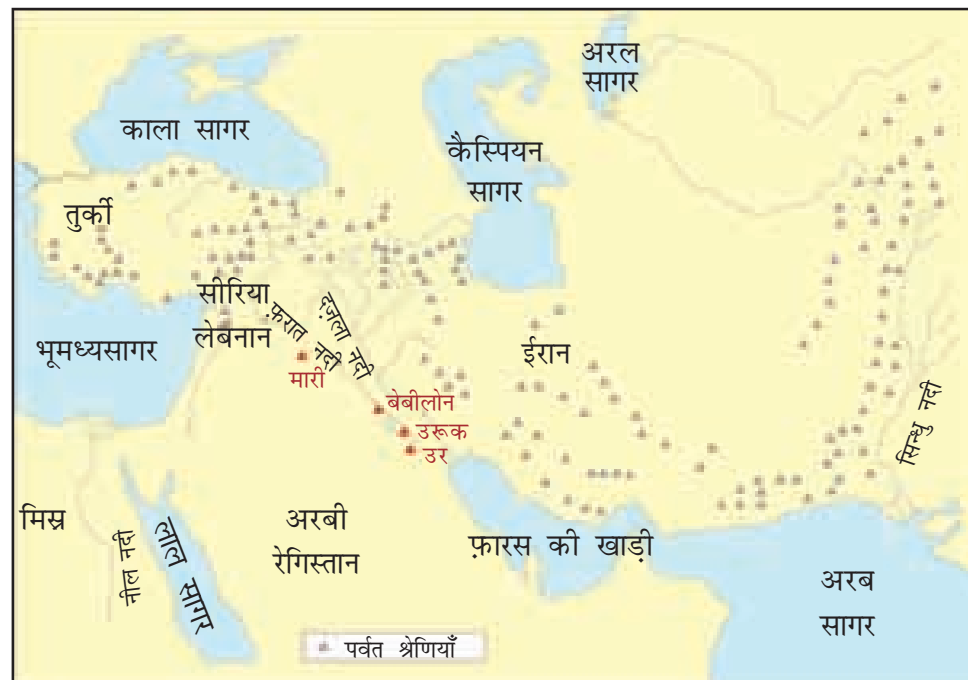 अरल
सागर
काला सागर
कैस्पियन
सागर
तुर्की
सीरिया
लेबनान
फ़रात नदी
दज़ला नदी
भूमध्यसागर
ईरान
मारी
बेबीलोन
उरूक
उर
सिन्धु नदी
मिस्र
नील नदी
लाल सागर
अरबी
रेगिस्तान
फ़ारस की खाड़ी
अरब
सागर
पर्वत श्रेणियाँ